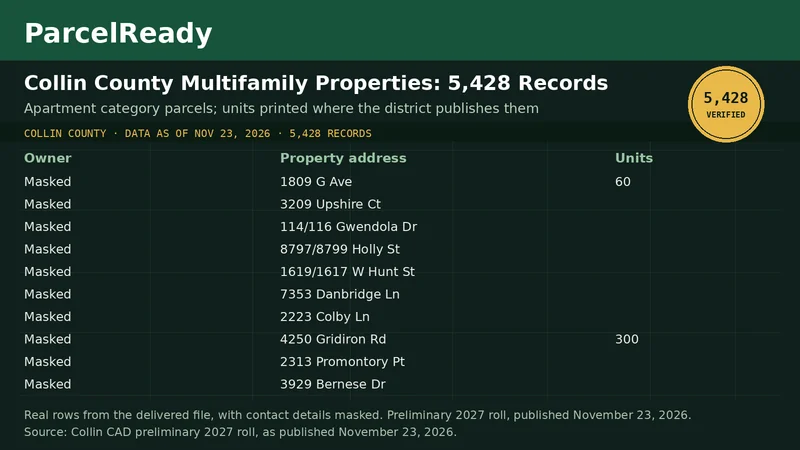 ParcelReady
Collin County Multifamily Properties: 5,428 Records
Apartment category parcels; units printed where the district publishes them
5,428
VERIFIED
COLLIN COUNTY · DATA AS OF NOV 23, 2026 · 5,428 RECORDS
Owner Property address Units
Masked 1809 G Ave 60
Masked 3209 Upshire Ct
Masked 114/116 Gwendola Dr
Masked 8797/8799 Holly St
Masked 1619/1617 W Hunt St
Masked 7353 Danbridge Ln
Masked 2223 Colby Ln
Masked 4250 Gridiron Rd 300
Masked 2313 Promontory Pt
Masked 3929 Bernese Dr
Real rows from the delivered file, with contact details masked. Preliminary 2027 roll, published November 23, 2026.
Source: Collin CAD preliminary 2027 roll, as published November 23, 2026.